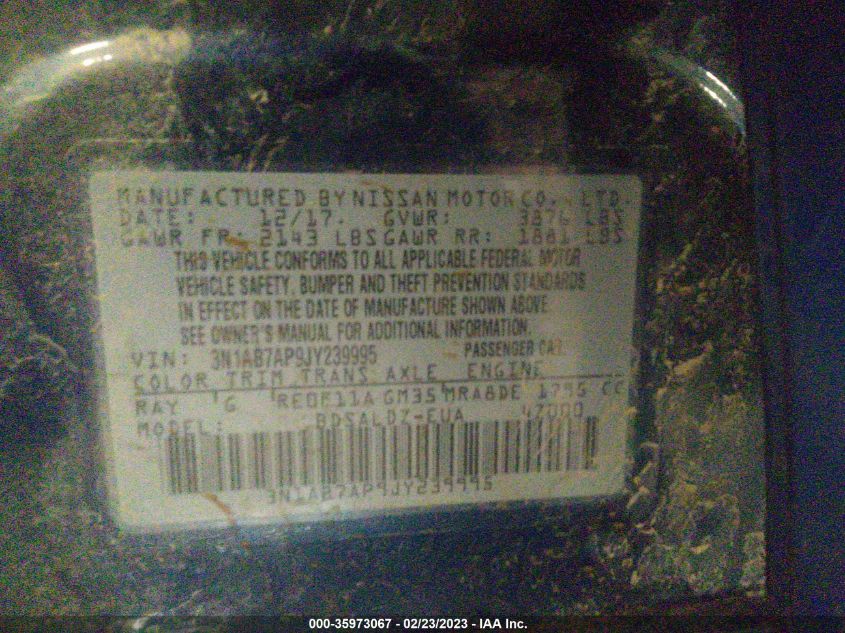 MANUFACTURED BY NISSAN MOTOR CO., LTD.
DATE: 12/17. GVWR: 3876 LBS
GAWR FR: 2143 LBS GAWR RR: 1881 LBS
THIS VEHICLE CONFORMS TO ALL APPLICABLE FEDERAL MOTOR
VEHICLE SAFETY, BUMPER AND THEFT PREVENTION STANDARDS
IN EFFECT ON THE DATE OF MANUFACTURE SHOWN ABOVE.
SEE OWNER'S MANUAL FOR ADDITIONAL INFORMATION.
VIN: 3N1AB7AP9JY239995 PASSENGER CAR
COLOR TRIM TRANS AXLE ENGINE
RAY G RE0F11A GM35 MRA8DE 1795 CC
MODEL: BDSALDZ-EUA 4Z000
3N1AB7AP9JY239995
000-35973067 - 02/23/2023 - IAA Inc.